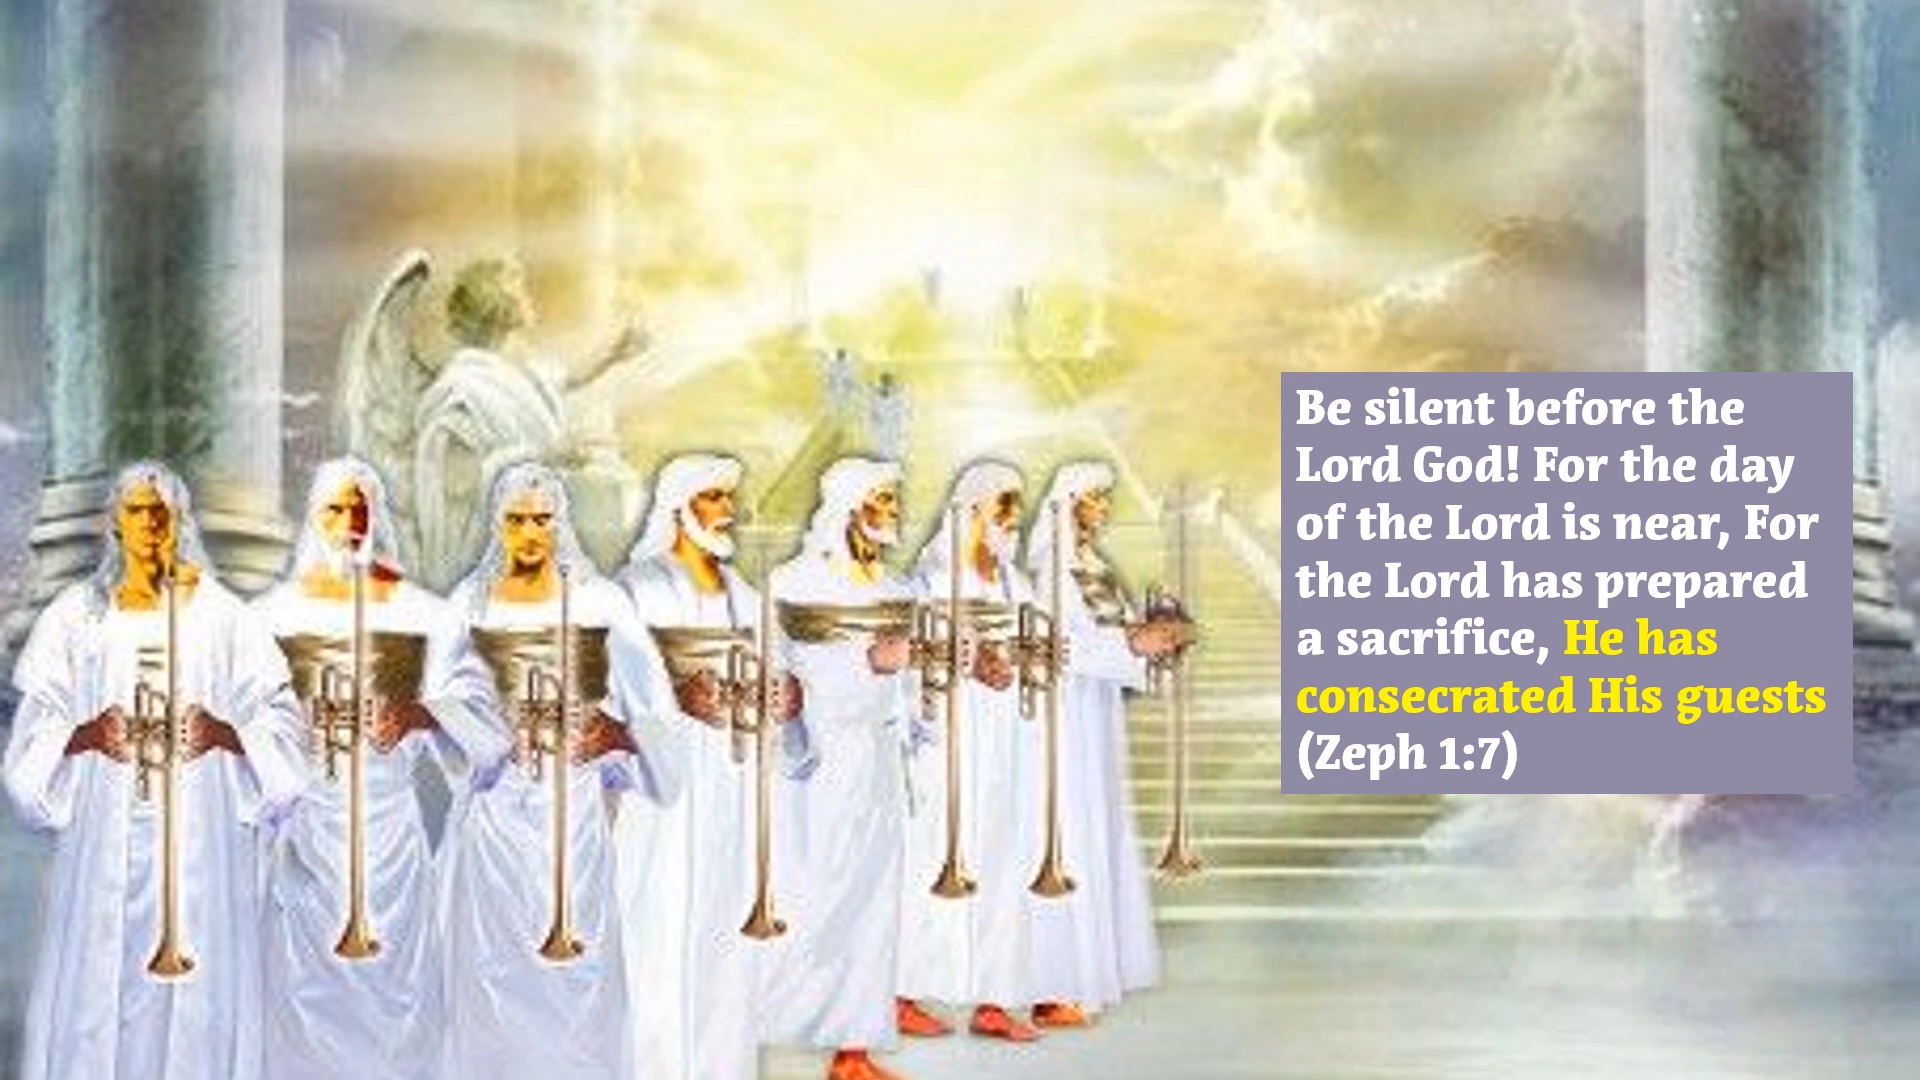 Be silent before the
Lord God! For the day
of the Lord is near, For
the Lord has prepared
a sacrifice, He has
consecrated His guests
(Zeph 1:7)